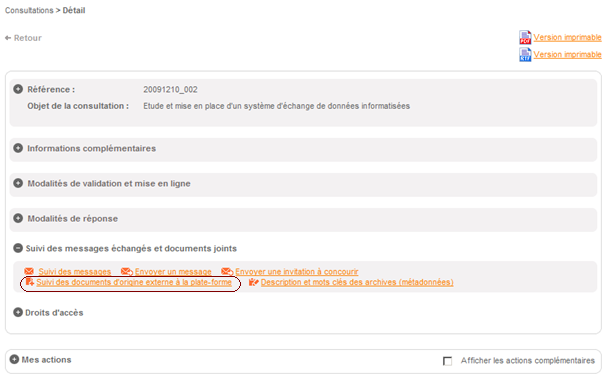 Consultations > Détail
← Retour
PDF Version imprimable
RTF Version imprimable
Référence : 20091210_002
Objet de la consultation : Etude et mise en place d'un système d'échange de données informatisées
Informations complémentaires
Modalités de validation et mise en ligne
Modalités de réponse
Suivi des messages échangés et documents joints
Suivi des messages Envoyer un message Envoyer une invitation à concourir
Suivi des documents d'origine externe à la plate-forme Description et mots clés des archives (métadonnées)
Droits d'accès
Mes actions Afficher les actions complémentaires